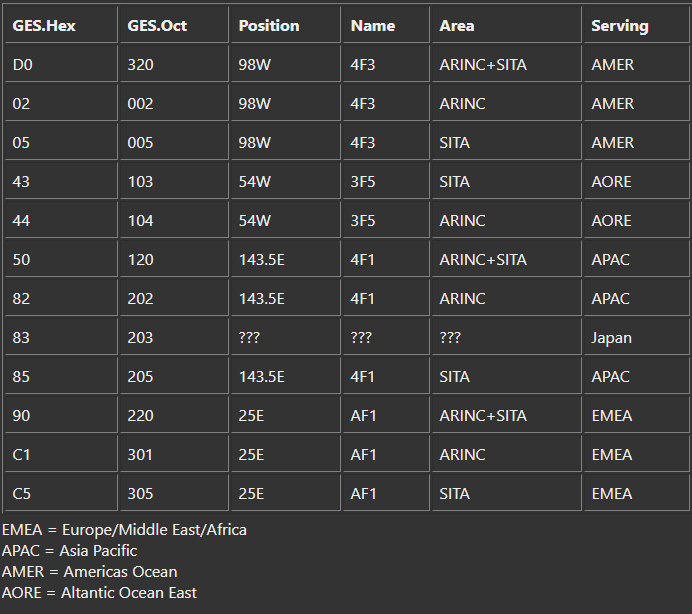 GES.Hex GES.Oct Position Name Area Serving
D0 320 98W 4F3 ARINC+SITA AMER
02 002 98W 4F3 ARINC AMER
05 005 98W 4F3 SITA AMER
43 103 54W 3F5 SITA AORE
44 104 54W 3F5 ARINC AORE
50 120 143.5E 4F1 ARINC+SITA APAC
82 202 143.5E 4F1 ARINC APAC
83 203 ??? ??? ??? Japan
85 205 143.5E 4F1 SITA APAC
90 220 25E AF1 ARINC+SITA EMEA
C1 301 25E AF1 ARINC EMEA
C5 305 25E AF1 SITA EMEA
EMEA = Europe/Middle East/Africa
APAC = Asia Pacific
AMER = Americas Ocean
AORE = Altantic Ocean East